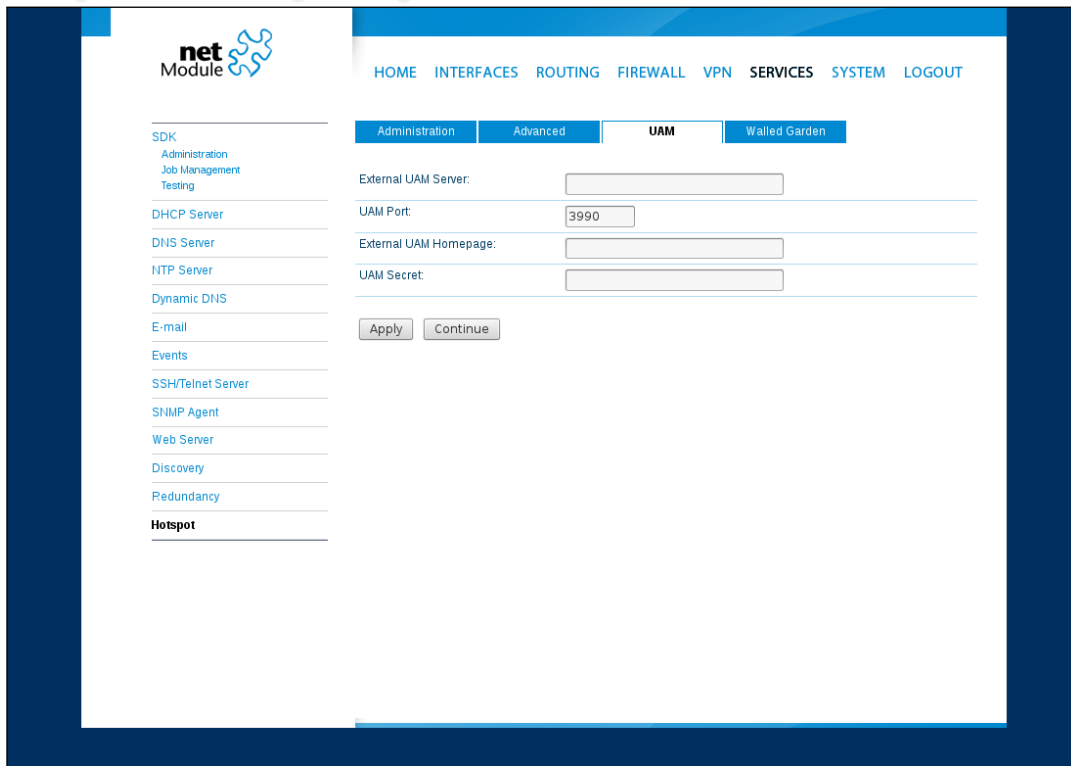 net
Module
HOME INTERFACES ROUTING FIREWALL VPN SERVICES SYSTEM LOGOUT
SDK
Administration
Job Management
Testing
DHCP Server
DNS Server
NTP Server
Dynamic DNS
E-mail
Events
SSH/Telnet Server
SNMP Agent
Web Server
Discovery
Redundancy
Hotspot
Administration Advanced UAM Walled Garden
External UAM Server:
UAM Port: 3990
External UAM Homepage:
UAM Secret:
Apply Continue